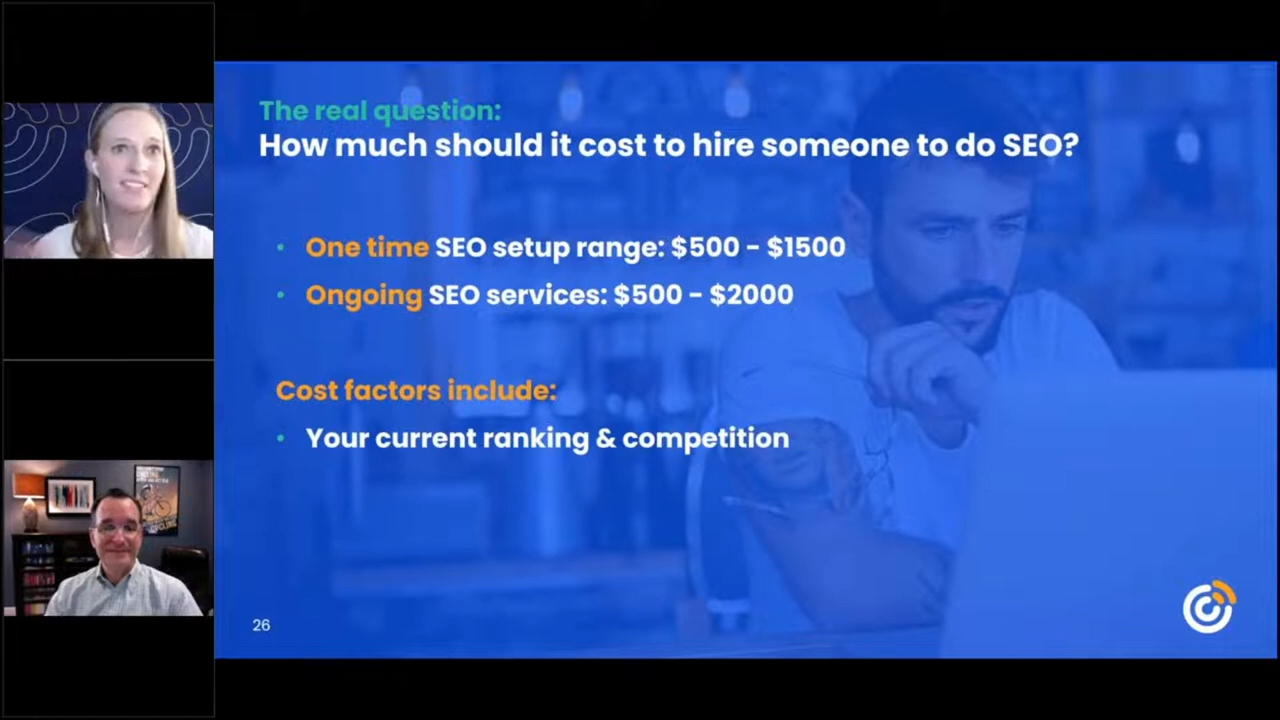 The real question:
How much should it cost to hire someone to do SEO?
• One time SEO setup range: $500 - $1500
• Ongoing SEO services: $500 - $2000
Cost factors include:
• Your current ranking & competition
26